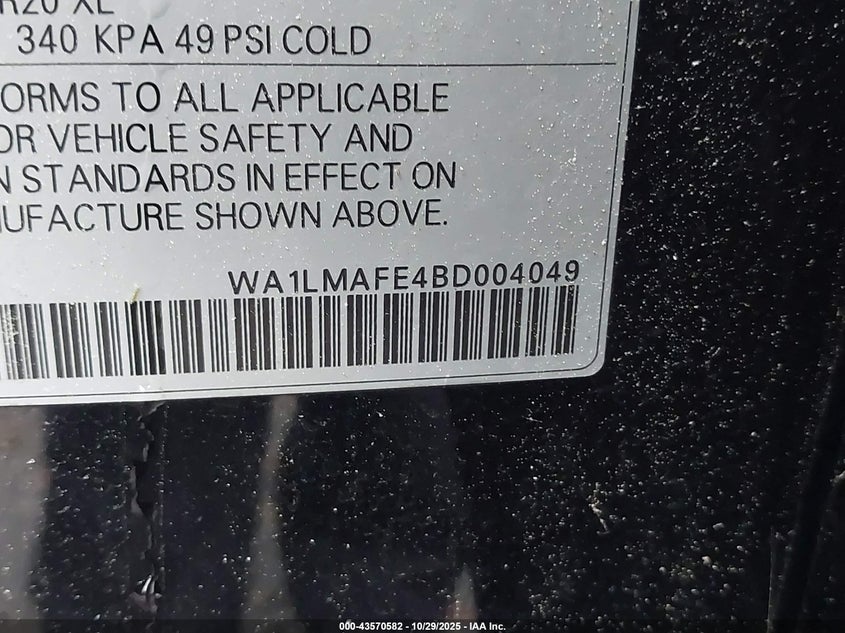 R20 XL
340 KPA 49 PSI COLD
ORMS TO ALL APPLICABLE
OR VEHICLE SAFETY AND
N STANDARDS IN EFFECT ON
NUFACTURE SHOWN ABOVE.
WA1LMAFE4BD004049
000-43570582 - 10/29/2025 - IAA Inc.